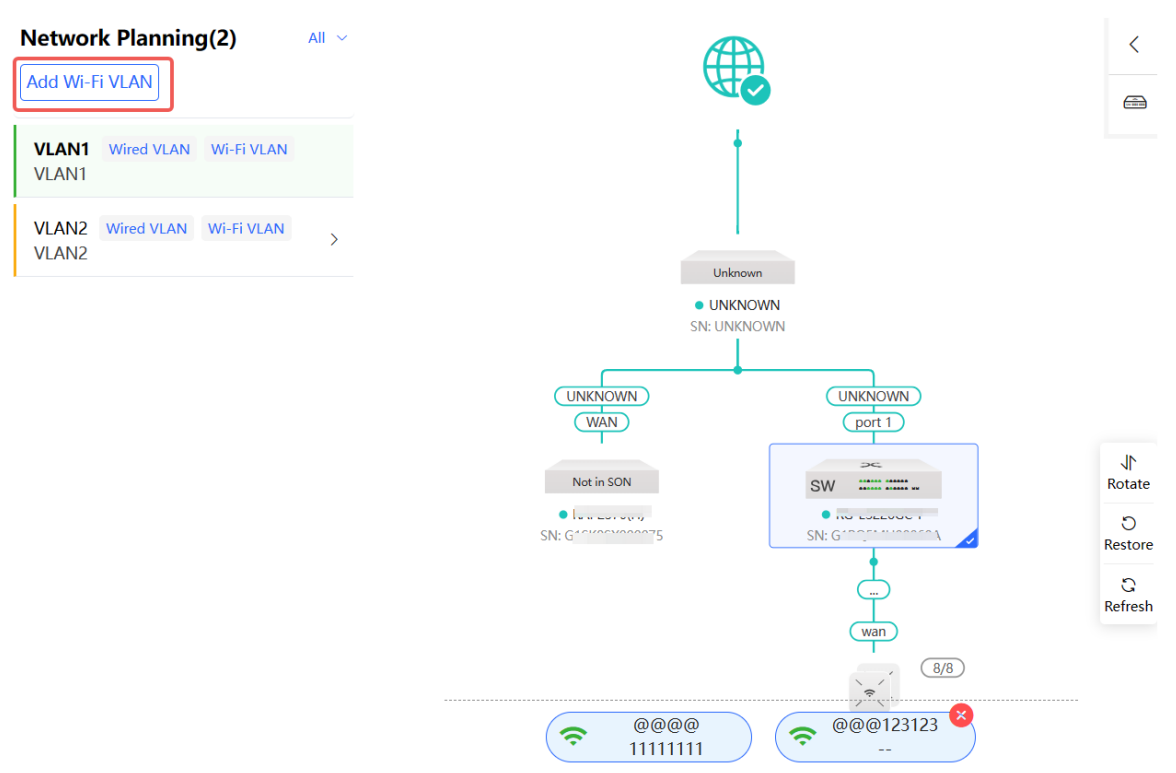 Network Planning(2)
All
Add Wi-Fi VLAN
VLAN1 Wired VLAN Wi-Fi VLAN
VLAN1
VLAN2 Wired VLAN Wi-Fi VLAN
VLAN2
Unknown
UNKNOWN
SN: UNKNOWN
UNKNOWN
WAN
Not in SON
SN:
UNKNOWN
port 1
SW
SN:
...
wan
8/8
@@@@
11111111
@@@123123
--
Rotate
Restore
Refresh